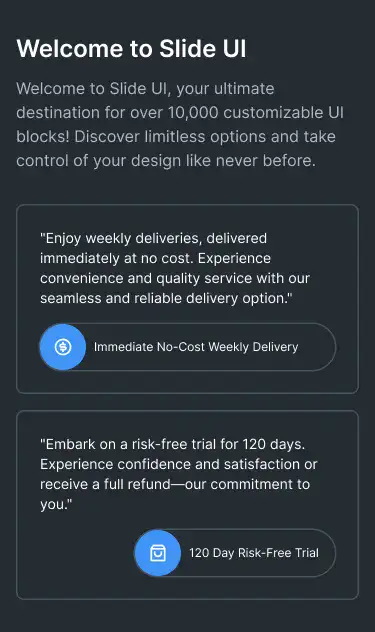 Welcome to Slide UI
Welcome to Slide UI, your ultimate
destination for over 10,000 customizable UI
blocks! Discover limitless options and take
control of your design like never before.
"Enjoy weekly deliveries, delivered
immediately at no cost. Experience
convenience and quality service with our
seamless and reliable delivery option."
Immediate No-Cost Weekly Delivery
"Embark on a risk-free trial for 120 days.
Experience confidence and satisfaction or
receive a full refund—our commitment to
you."
120 Day Risk-Free Trial